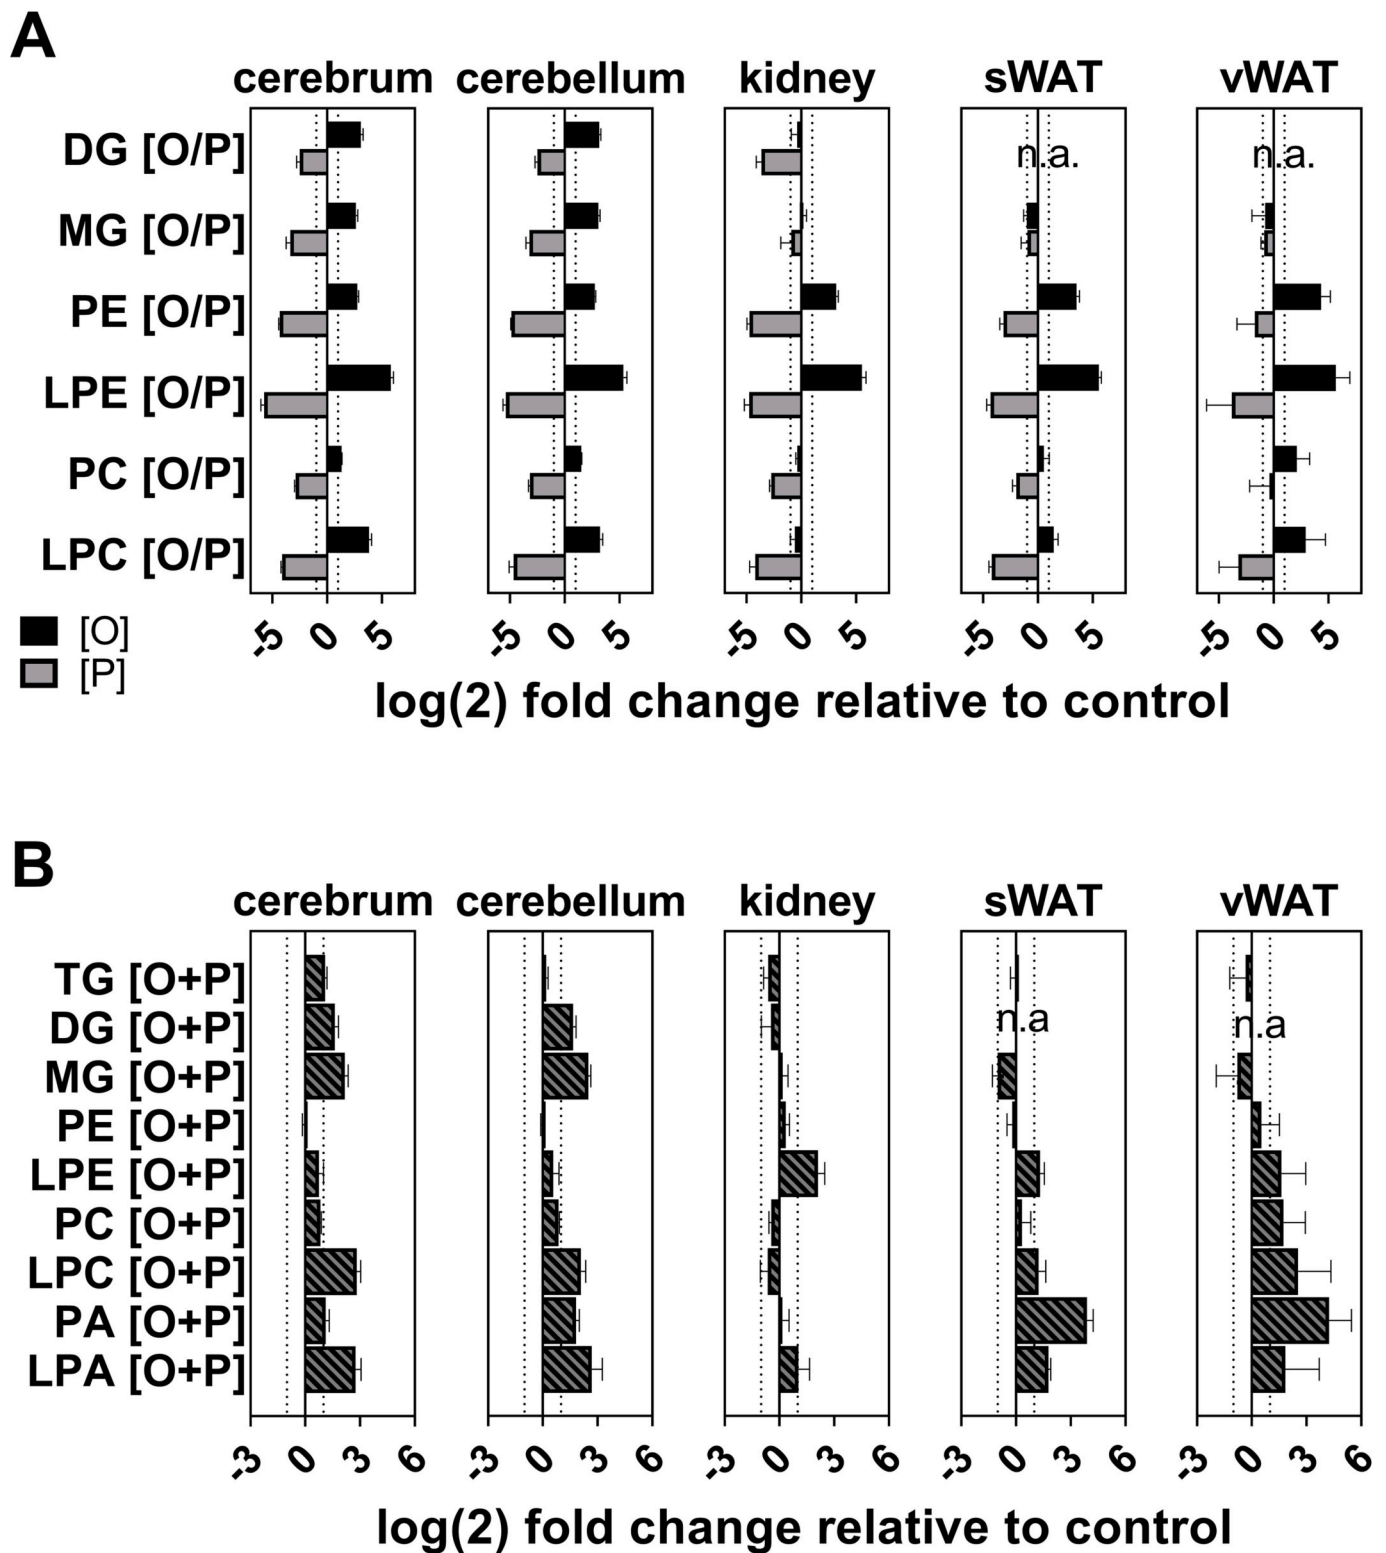 A
cerebrum cerebellum kidney sWAT vWAT
DG [O/P]
n.a. n.a.
MG [O/P]
PE [O/P]
LPE [O/P]
PC [O/P]
LPC [O/P]
-5 0 5 -5 0 5 -5 0 5 -5 0 5 -5 0 5
[O]
[P]
log(2) fold change relative to control
B
cerebrum cerebellum kidney sWAT vWAT
TG [O+P]
DG [O+P] n.a n.a
MG [O+P]
PE [O+P]
LPE [O+P]
PC [O+P]
LPC [O+P]
PA [O+P]
LPA [O+P]
-3 0 3 6 -3 0 3 6 -3 0 3 6 -3 0 3 6 -3 0 3 6
log(2) fold change relative to control